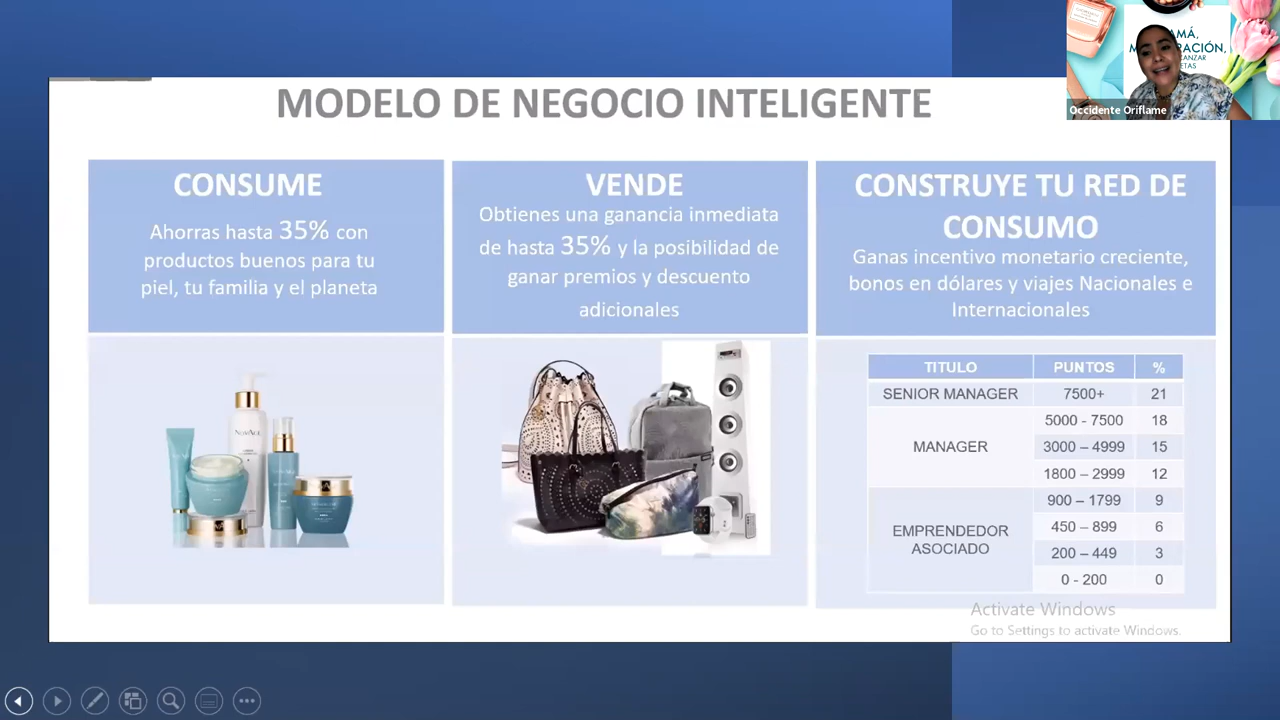 MODELO DE NEGOCIO INTELIGENTE
CONSUME
Ahorras hasta 35% con
productos buenos para tu
piel, tu familia y el planeta
VENDE
Obtienes una ganancia inmediata
de hasta 35% y la posibilidad de
ganar premios y descuento
adicionales
CONSTRUYE TU RED DE
CONSUMO
Ganas incentivo monetario creciente,
bonos en dólares y viajes Nacionales e
Internacionales
TITULO PUNTOS %
SENIOR MANAGER 7500+ 21
5000 - 7500 18
MANAGER 3000 – 4999 15
1800 – 2999 12
900 – 1799 9
EMPRENDEDOR
ASOCIADO
450 – 899 6
200 – 449 3
0 - 200 0
Activate Windows
Go to Settings to activate Windows.
Occidente Oriflame
NOVAGE